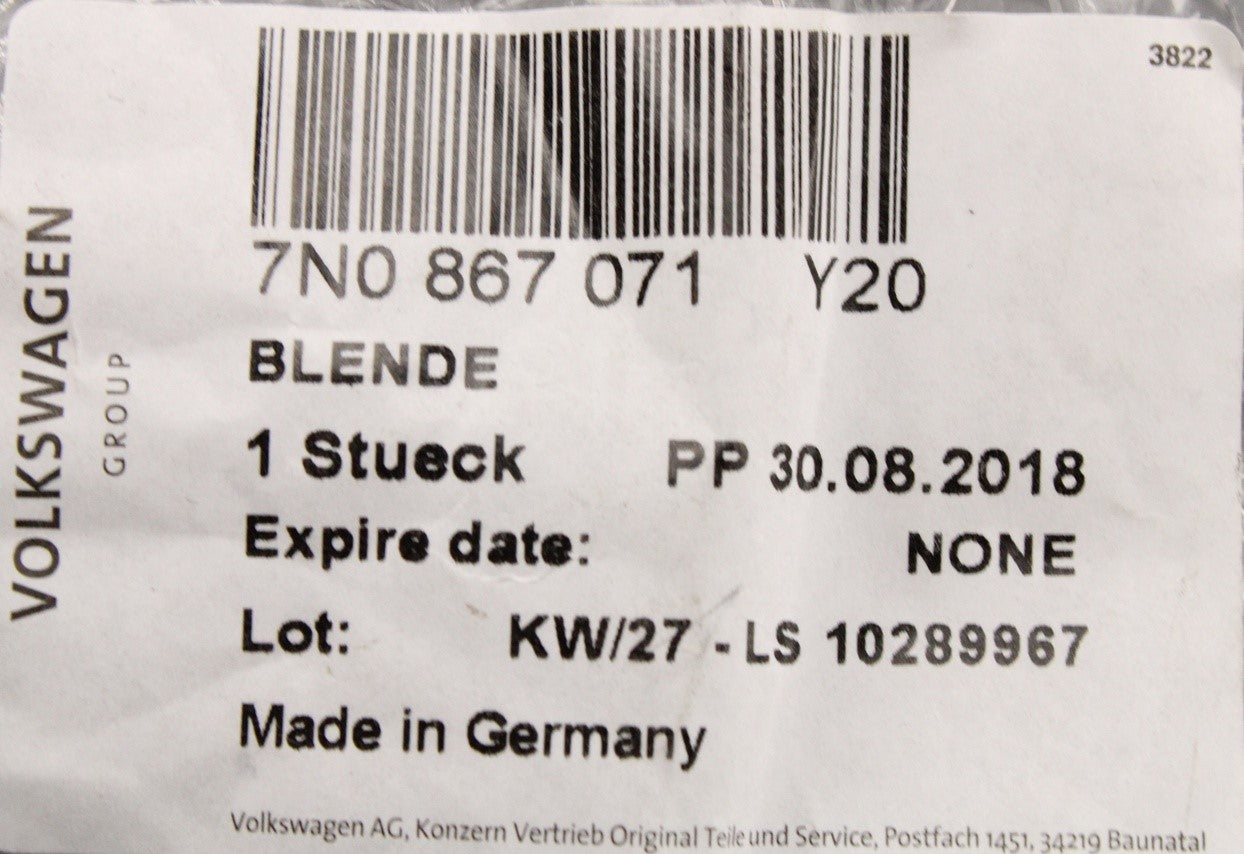 3822
VOLKSWAGEN
GROUP
7N0 867 071 Y20
BLENDE
1 Stueck PP 30.08.2018
Expire date: NONE
Lot: KW/27 - LS 10289967
Made in Germany
Volkswagen AG, Konzern Vertrieb Original Teile und Service, Postfach 1451, 34219 Baunatal